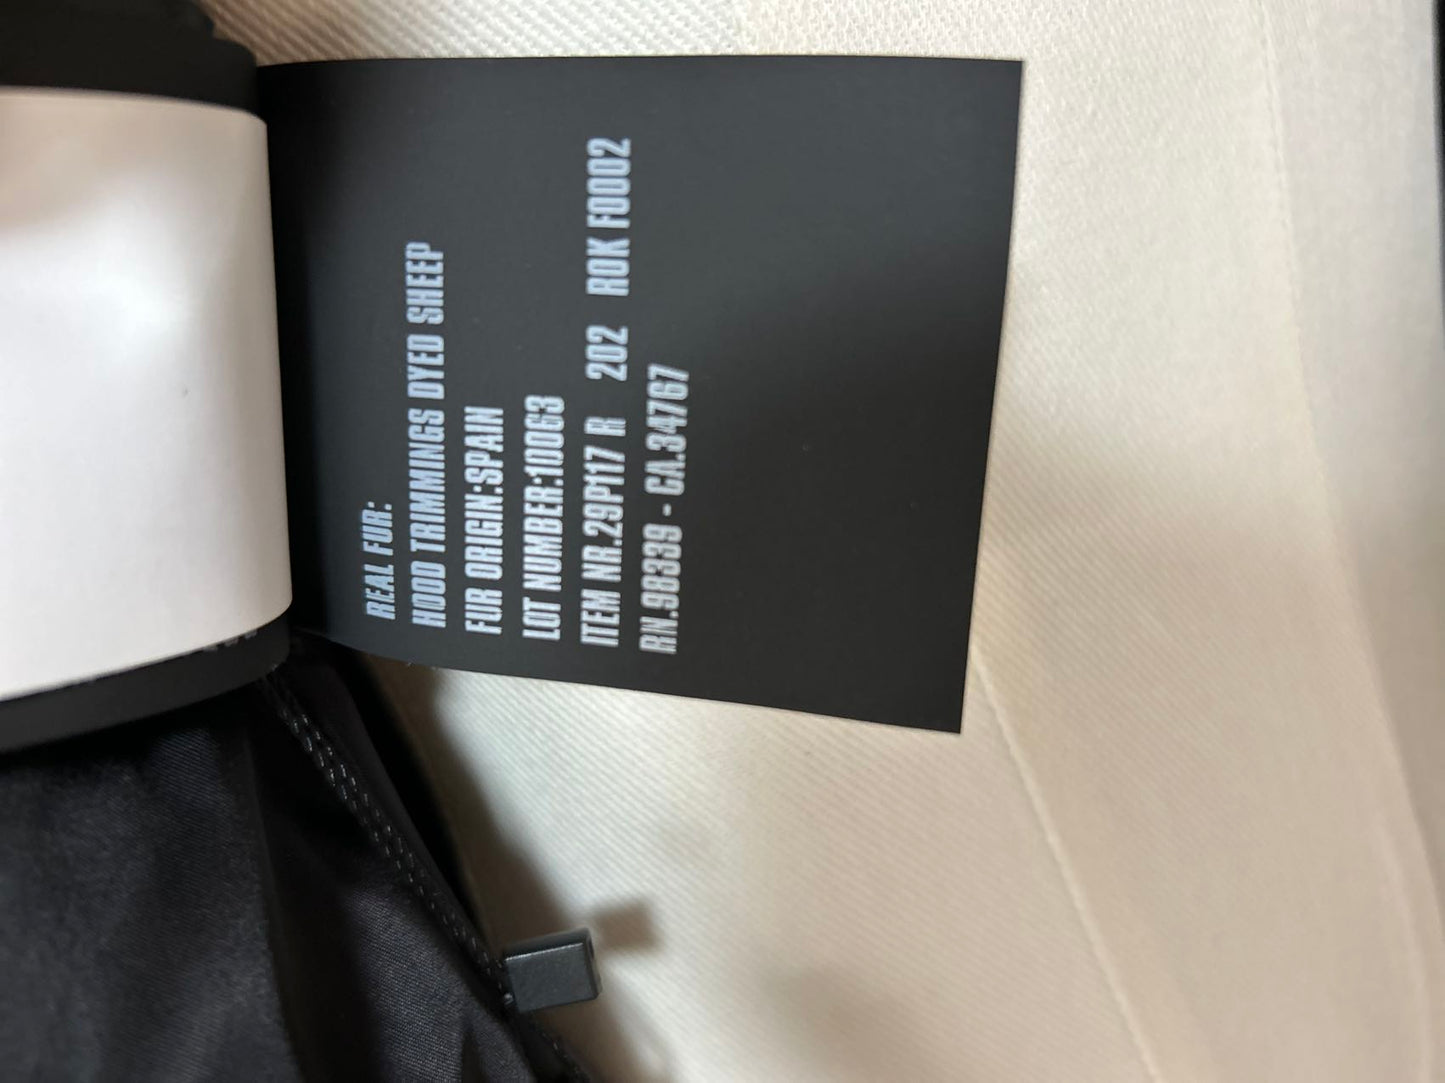 REAL FUR:
HOOD TRIMMINGS DYED SHEEP
FUR ORIGIN:SPAIN
LOT NUMBER:10063
ITEM NR.29P117 R 202 ROK F0002
RN.98339 - CA.34767